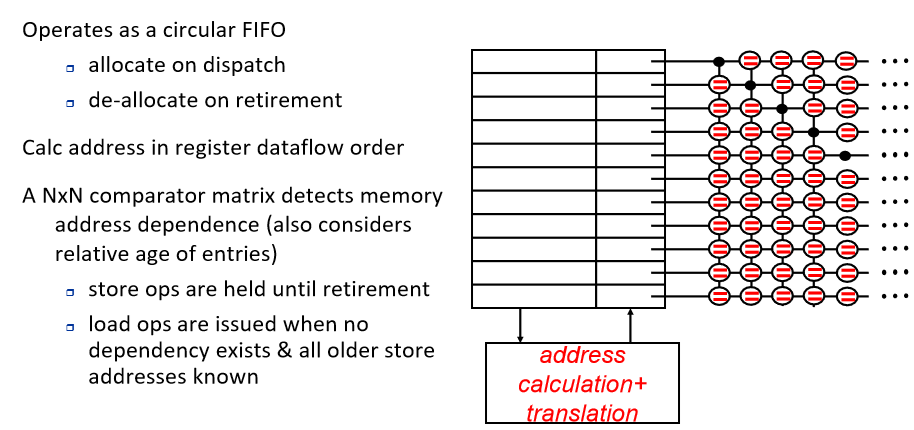 Operates as a circular FIFO
allocate on dispatch
de-allocate on retirement
Calc address in register dataflow order
A NxN comparator matrix detects memory
address dependence (also considers
relative age of entries)
store ops are held until retirement
load ops are issued when no
dependency exists & all older store
addresses known
address
calculation+
translation